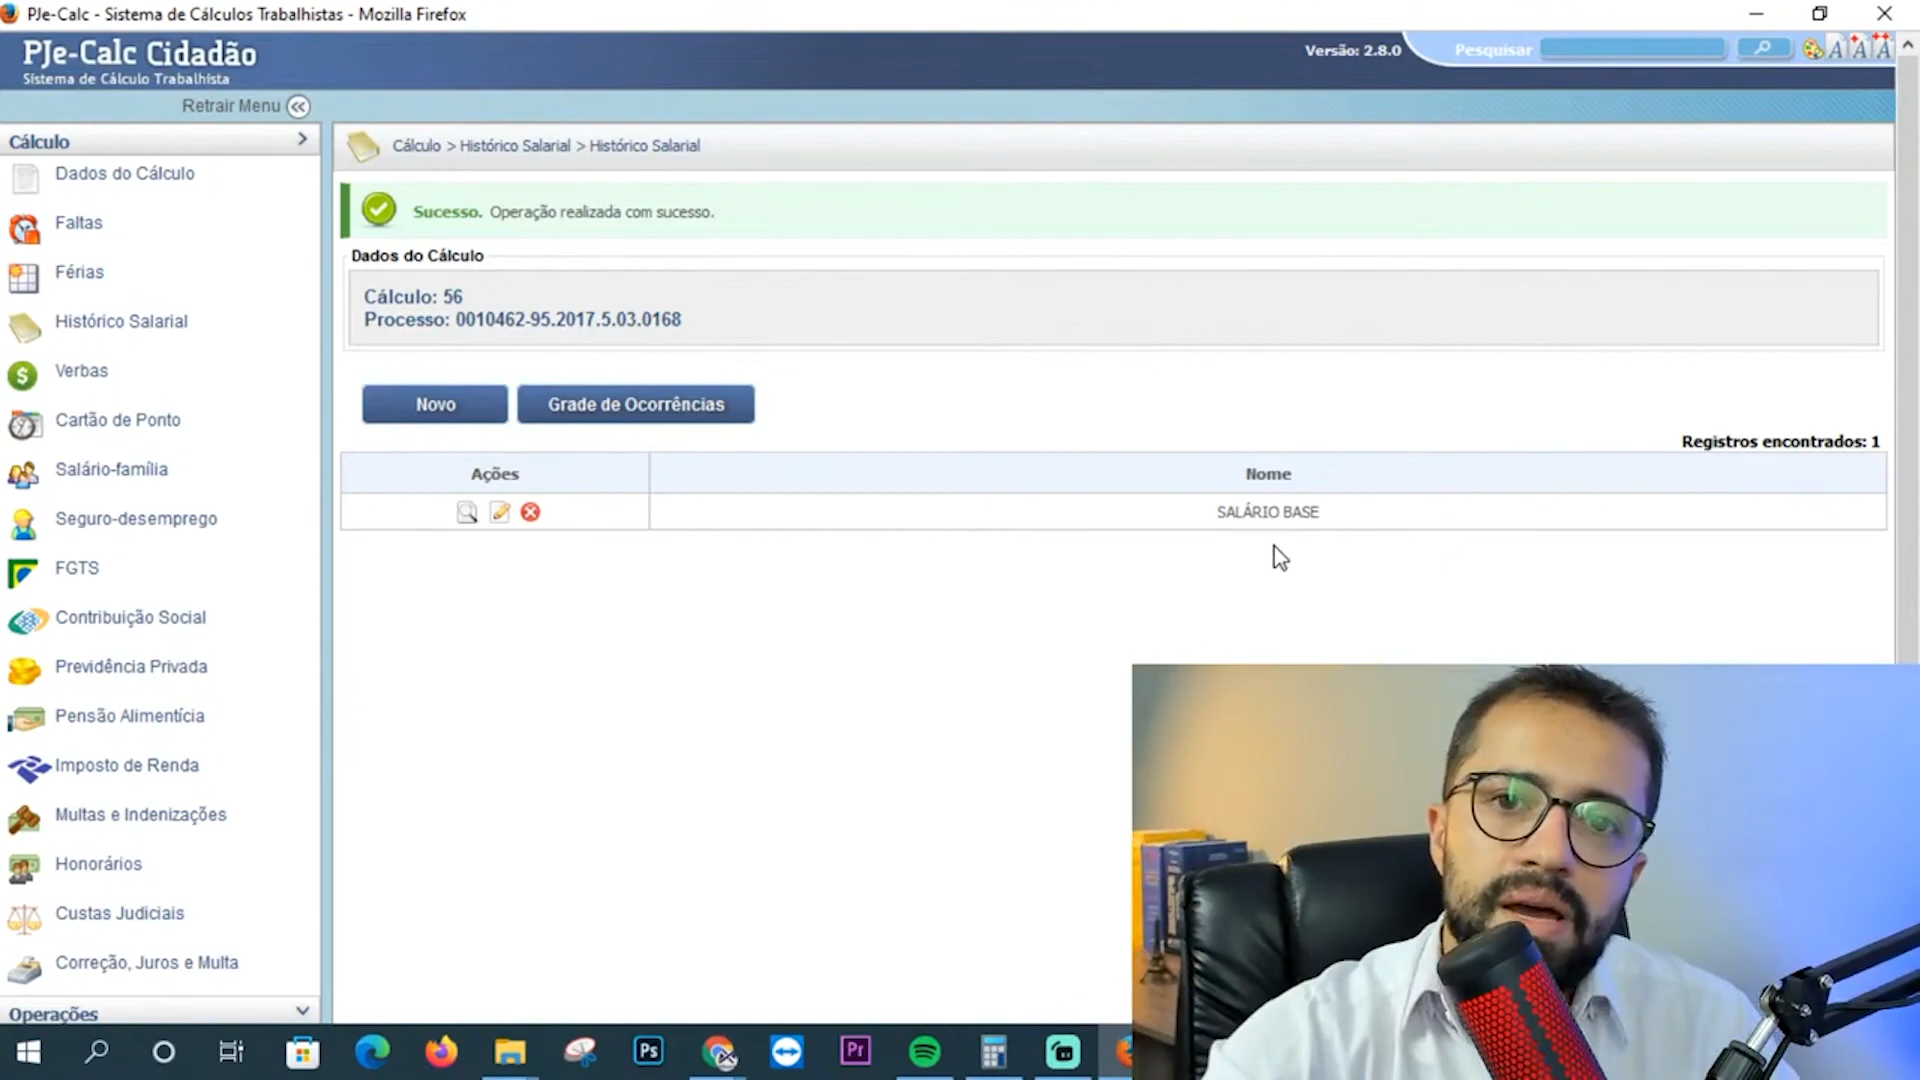 PJe-Calc - Sistema de Cálculos Trabalhistas - Mozilla Firefox
PJe-Calc Cidadão
Sistema de Cálculo Trabalhista
Versão: 2.8.0
Pesquisar
A A A
Retrair Menu
Cálculo
Dados do Cálculo
Faltas
Férias
Histórico Salarial
Verbas
Cartão de Ponto
Salário-família
Seguro-desemprego
FGTS
Contribuição Social
Previdência Privada
Pensão Alimentícia
Imposto de Renda
Multas e Indenizações
Honorários
Custas Judiciais
Correção, Juros e Multa
Operações
Cálculo > Histórico Salarial > Histórico Salarial
Sucesso. Operação realizada com sucesso.
Dados do Cálculo
Cálculo: 56
Processo: 0010462-95.2017.5.03.0168
Novo
Grade de Ocorrências
Registros encontrados: 1
Ações
Nome
SALÁRIO BASE
Ps
Pr